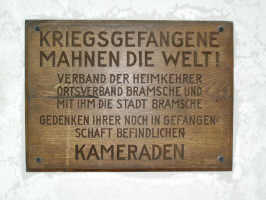 KRIEGSGEFANGENE
MAHNEN DIE WELT!
VERBAND DER HEIMKEHRER
ORTSVERBAND BRAMSCHE UND
MIT IHM DIE STADT BRAMSCHE
GEDENKEN IHRER NOCH IN GEFANGEN-
SCHAFT BEFINDLICHEN
KAMERADEN